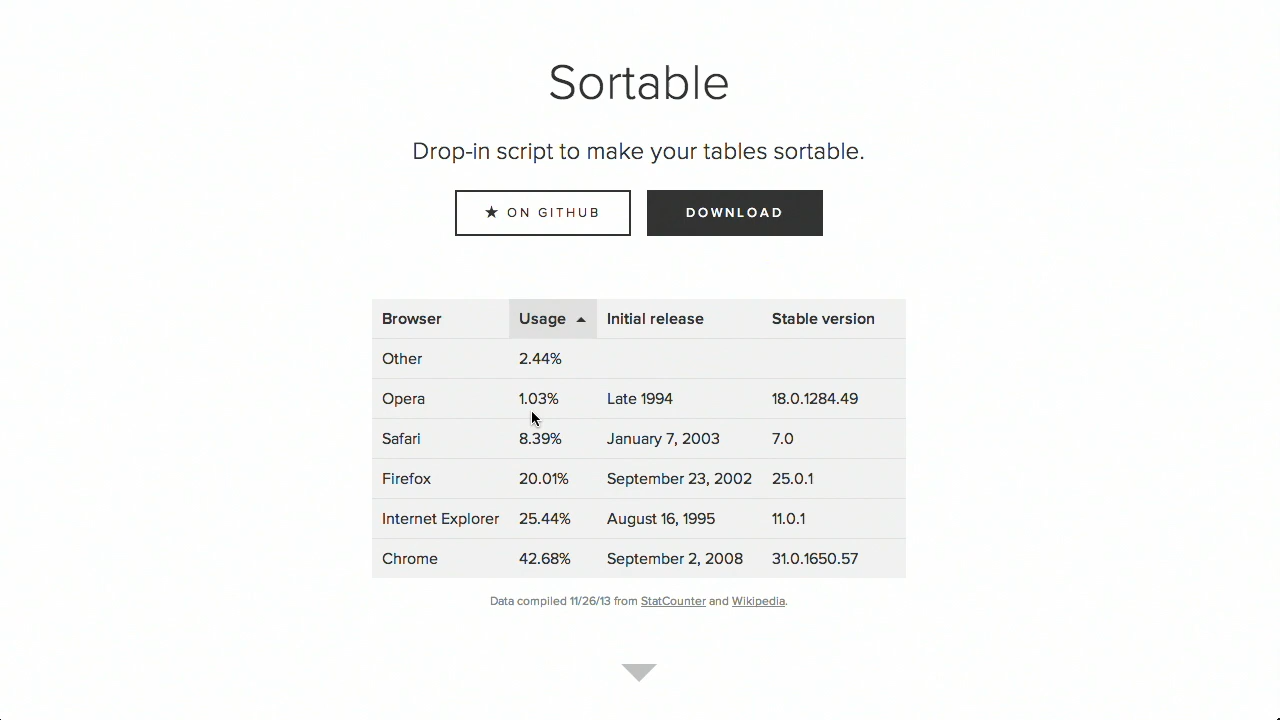 Sortable
Drop-in script to make your tables sortable.
★ ON GITHUB DOWNLOAD
Browser Usage Initial release Stable version
Other 2.44%
Opera 1.03% Late 1994 18.0.1284.49
Safari 8.39% January 7, 2003 7.0
Firefox 20.01% September 23, 2002 25.0.1
Internet Explorer 25.44% August 16, 1995 11.0.1
Chrome 42.68% September 2, 2008 31.0.1650.57
Data compiled 11/26/13 from StatCounter and Wikipedia.